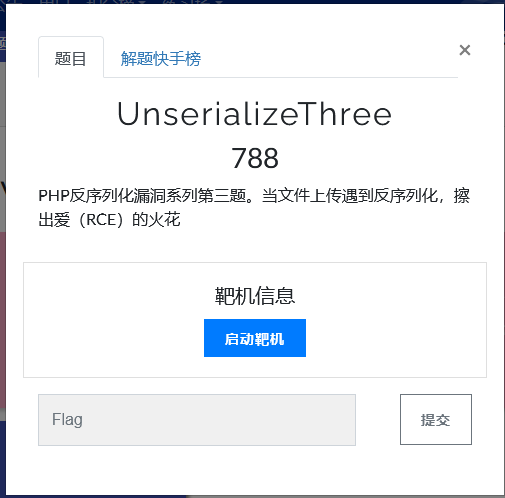 题目
解题快手榜
×
UnserializeThree
788
PHP反序列化漏洞系列第三题。当文件上传遇到反序列化，擦
出爱（RCE）的火花
靶机信息
启动靶机
Flag
提交